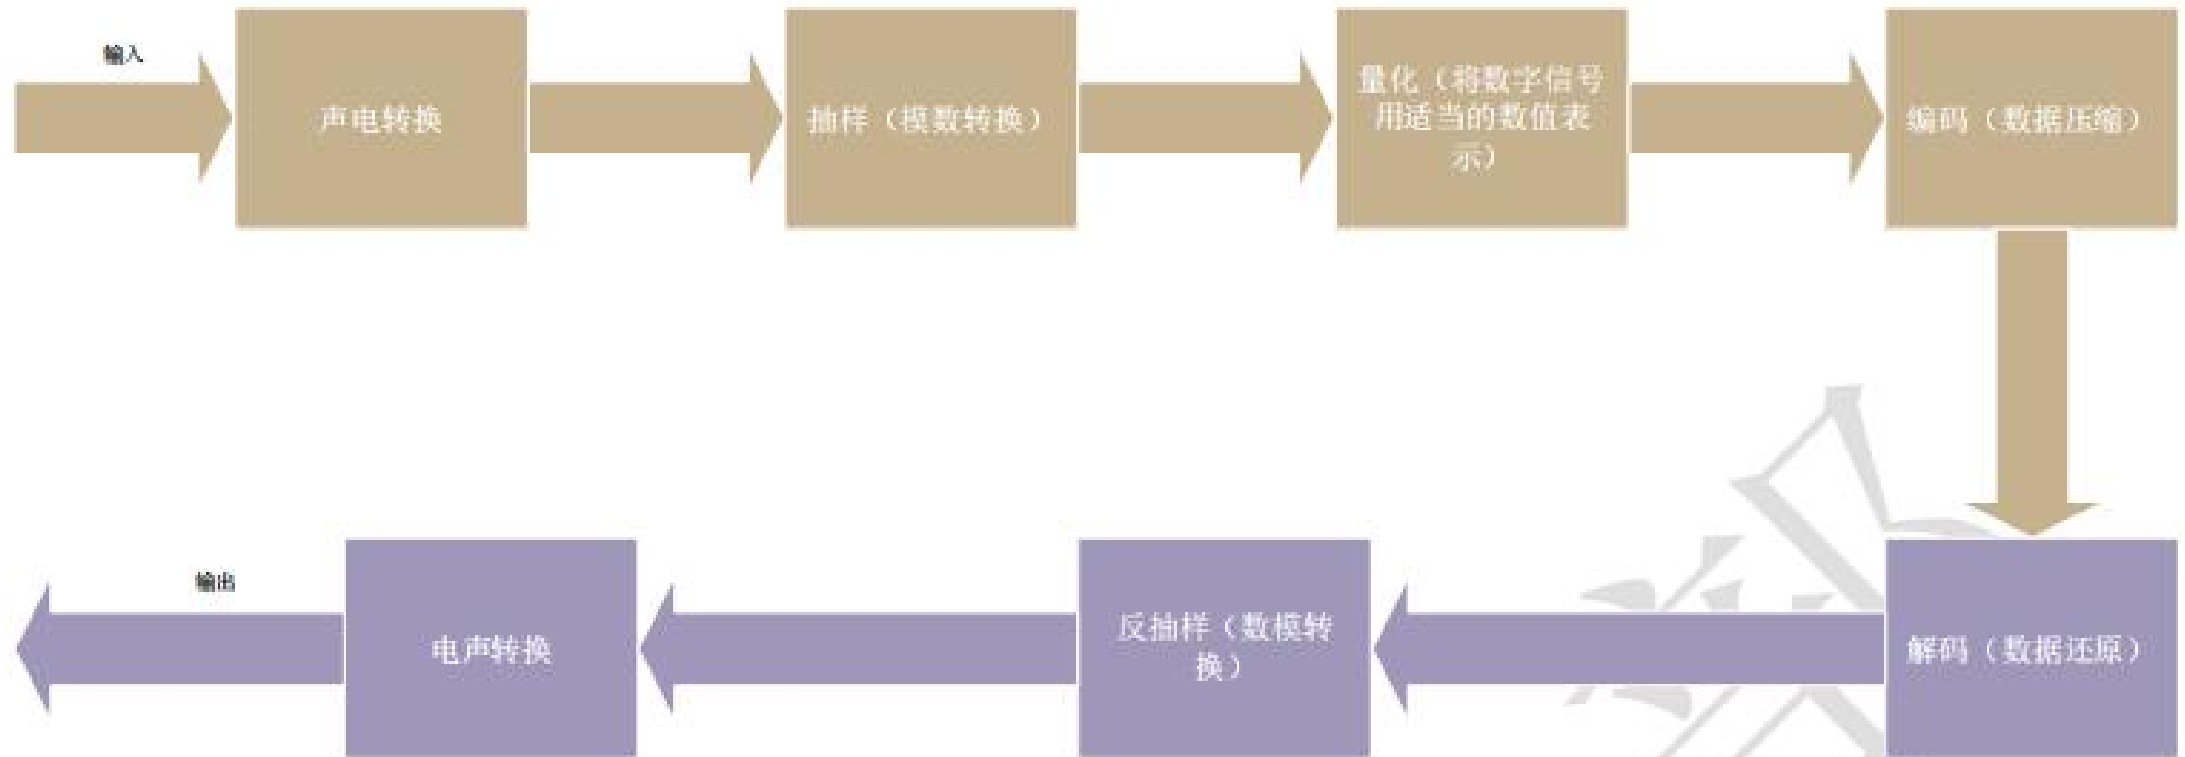 输入
声电转换
抽样（模数转换）
量化（将数字信号
用适当的数值表
示）
编码（数据压缩）
输出
电声转换
反抽样（数模转
换）
解码（数据还原）